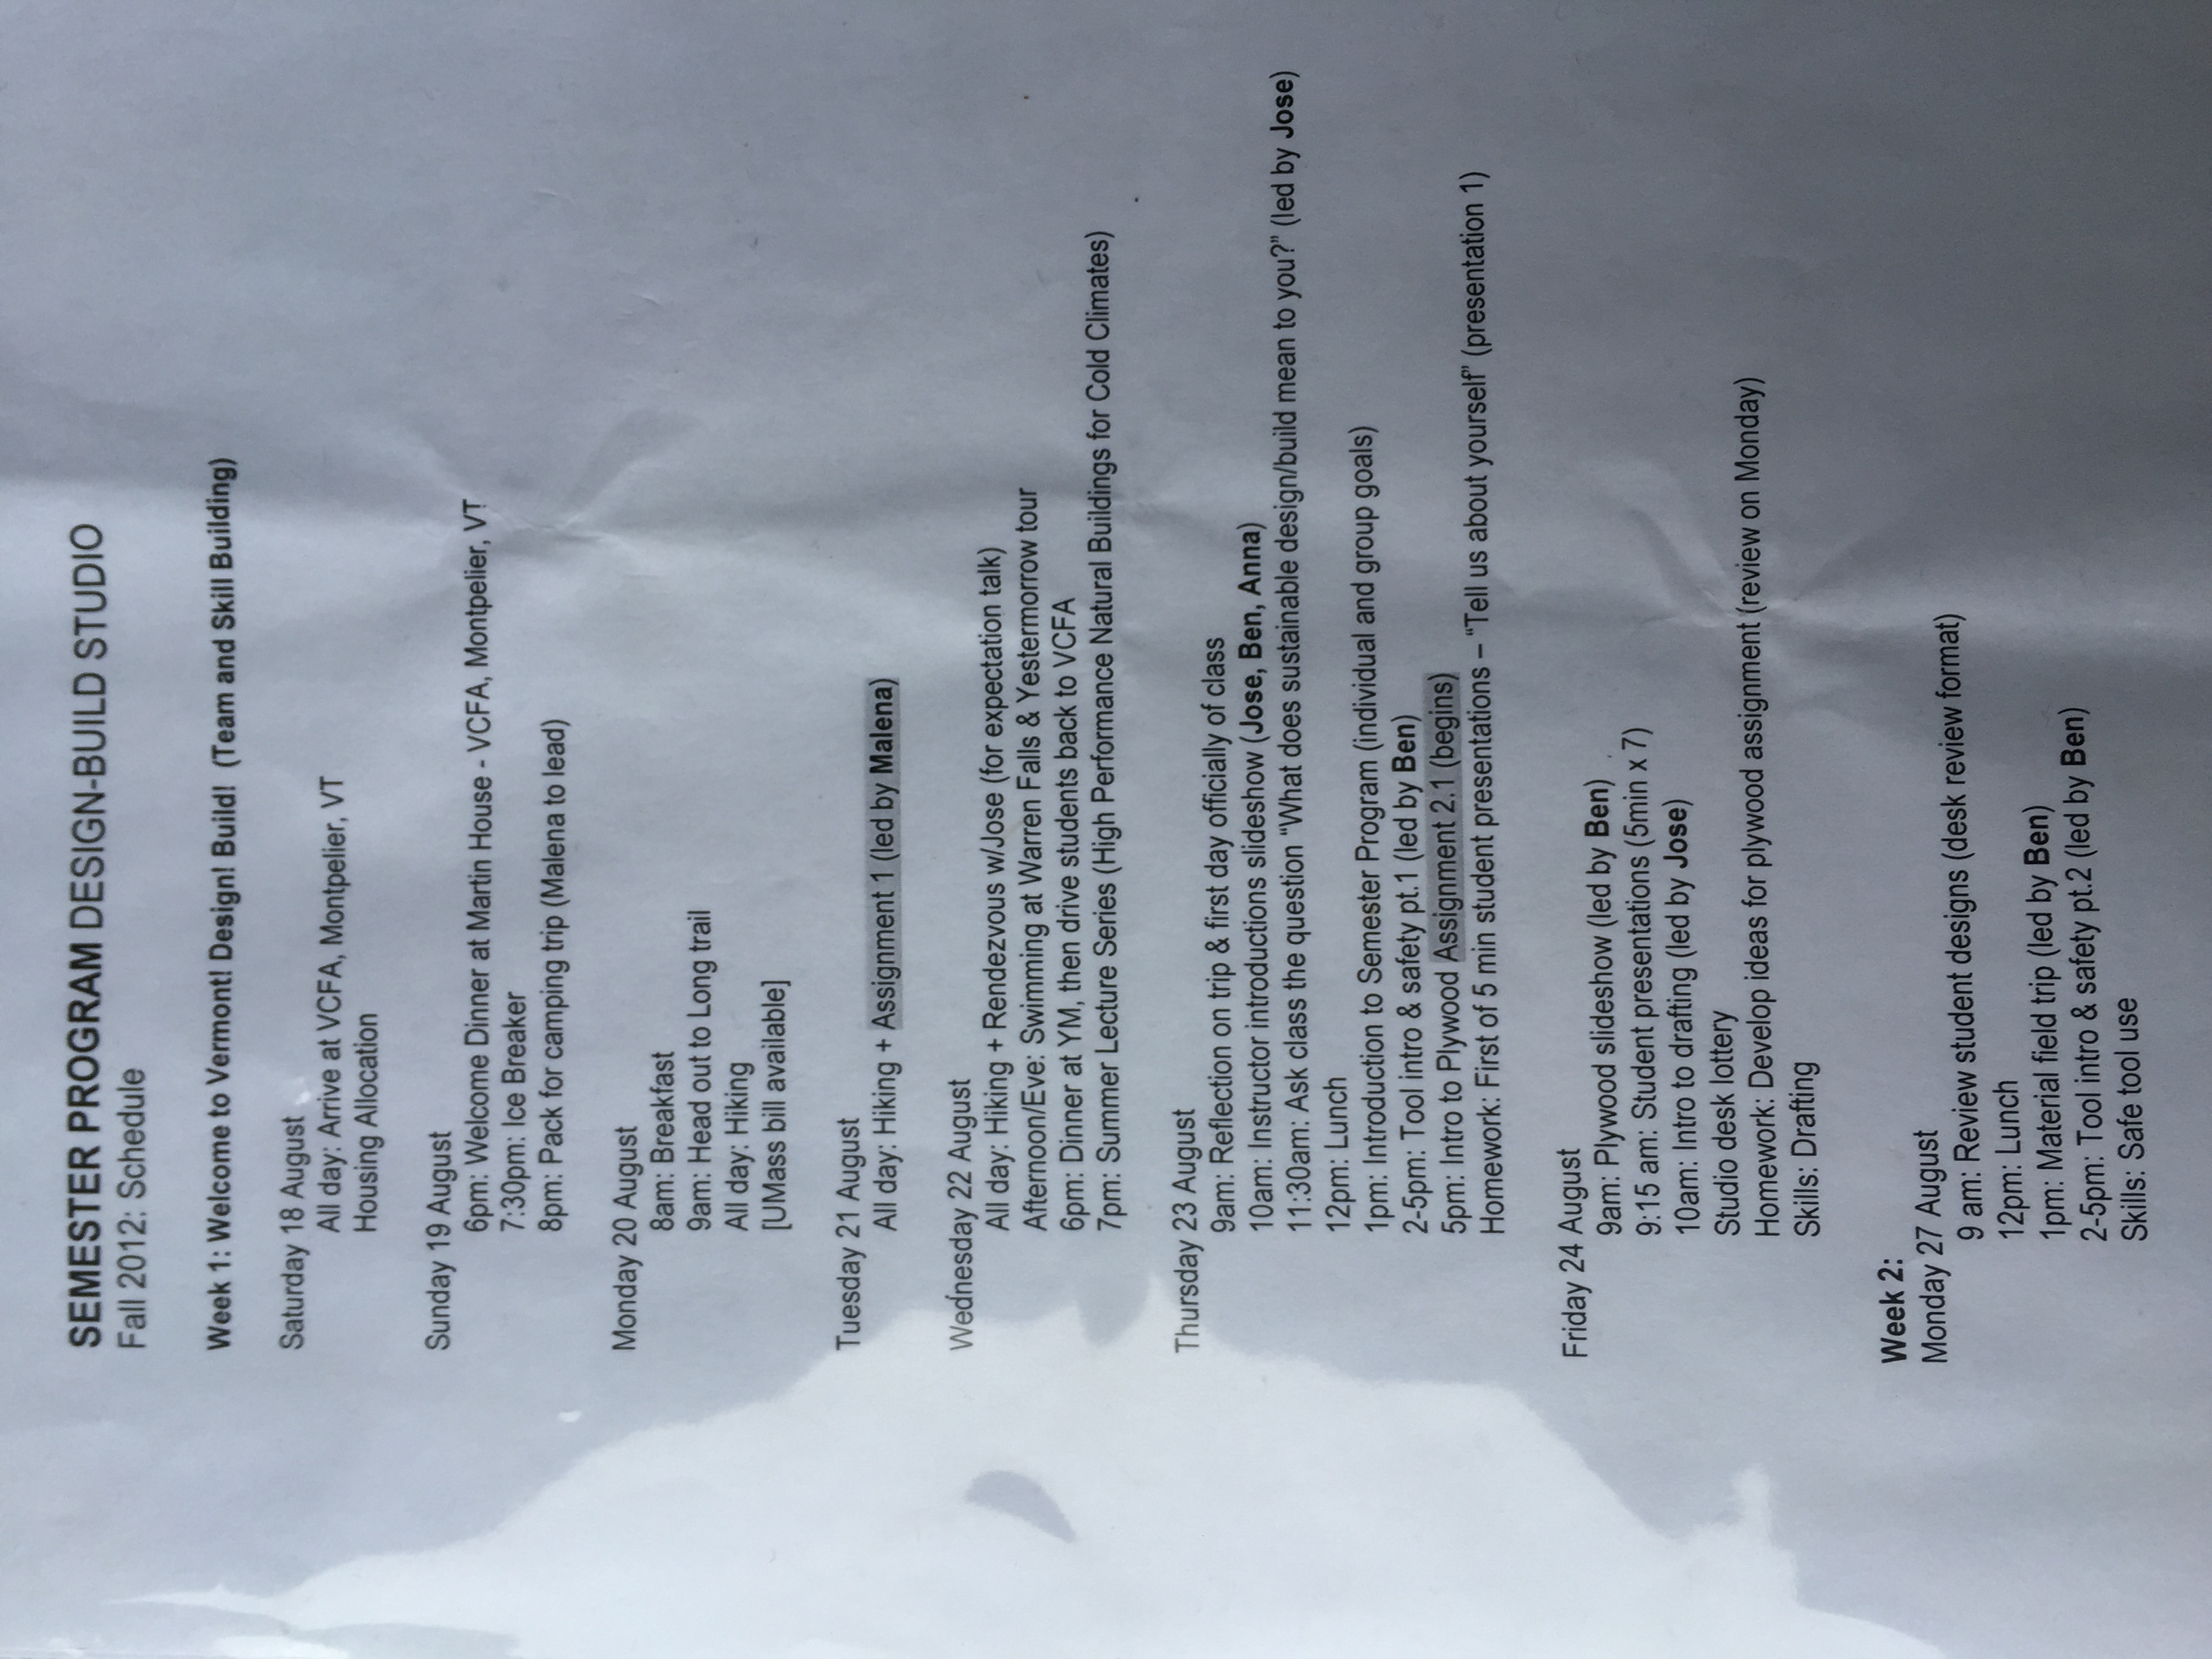 SEMESTER PROGRAM DESIGN-BUILD STUDIO
Fall 2012: Schedule
Week 1: Welcome to Vermont! Design! Build! (Team and Skill Building)
Saturday 18 August
All day: Arrive at VCFA, Montpelier, VT
Housing Allocation
Sunday 19 August
6pm: Welcome Dinner at Martin House - VCFA, Montpelier, VT
7:30pm: Ice Breaker
8pm: Pack for camping trip (Malena to lead)
Monday 20 August
8am: Breakfast
9am: Head out to Long trail
All day: Hiking
[UMass bill available]
Tuesday 21 August
All day: Hiking + Assignment 1 (led by Malena)
Wednesday 22 August
All day: Hiking + Rendezvous w/Jose (for expectation talk)
Afternoon/Eve: Swimming at Warren Falls & Yestermorrow tour
6pm: Dinner at YM, then drive students back to VCFA
7pm: Summer Lecture Series (High Performance Natural Buildings for Cold Climates)
Thursday 23 August
9am: Reflection on trip & first day officially of class
10am: Instructor introductions slideshow (Jose, Ben, Anna)
11:30am: Ask class the question "What does sustainable design/build mean to you?" (led by Jose)
12pm: Lunch
1pm: Introduction to Semester Program (individual and group goals)
2-5pm: Tool intro & safety pt.1 (led by Ben)
5pm: Intro to Plywood Assignment 2.1 (begins)
Homework: First of 5 min student presentations – "Tell us about yourself" (presentation 1)
Friday 24 August
9am: Plywood slideshow (led by Ben)
9:15 am: Student presentations (5min x 7)
10am: Intro to drafting (led by Jose)
Studio desk lottery
Homework: Develop ideas for plywood assignment (review on Monday)
Skills: Drafting
Week 2:
Monday 27 August
9 am: Review student designs (desk review format)
12pm: Lunch
1pm: Material field trip (led by Ben)
2-5pm: Tool intro & safety pt.2 (led by Ben)
Skills: Safe tool use